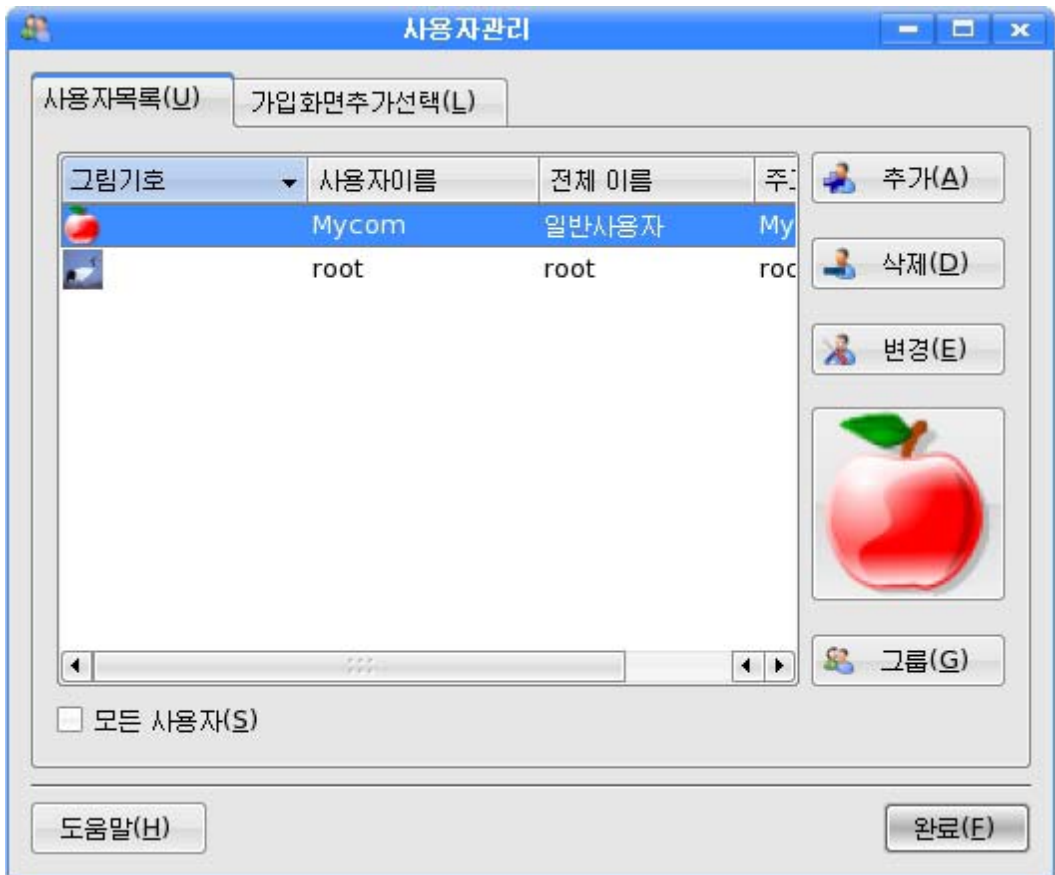 사용자관리
사용자목록(U) 가입화면추가선택(L)
그림기호 사용자이름 전체 이름
Mycom 일반사용자 My
root root
추가(A)
삭제(D)
변경(E)
그룹(G)
모든 사용자(S)
도움말(H) 완료(F)